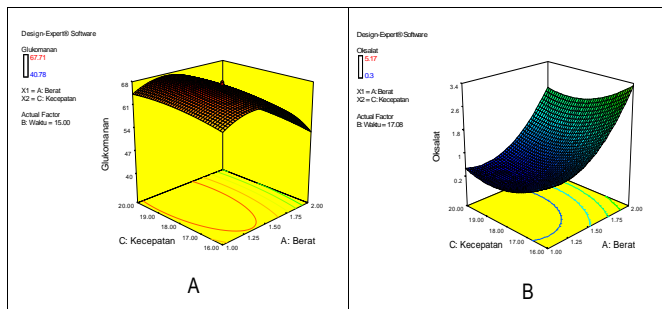 Design-Expert® Software
Glukomanan
67.71
40.78
X1 = A: Berat
X2 = C: Kecepatan
Actual Factor
B: Waktu = 15.00
68
61
54
47
40
Glukomanan
20.00
19.00
18.00
17.00
16.00
C: Kecepatan
1.00
1.25
1.50
1.75
2.00
A: Berat
A
Design-Expert® Software
Oksalat
5.17
0.3
X1 = A: Berat
X2 = C: Kecepatan
Actual Factor
B: Waktu = 17.08
3.4
2.6
1.8
1
0.2
Oksalat
20.00
19.00
18.00
17.00
16.00
C: Kecepatan
1.00
1.25
1.50
1.75
2.00
A: Berat
B